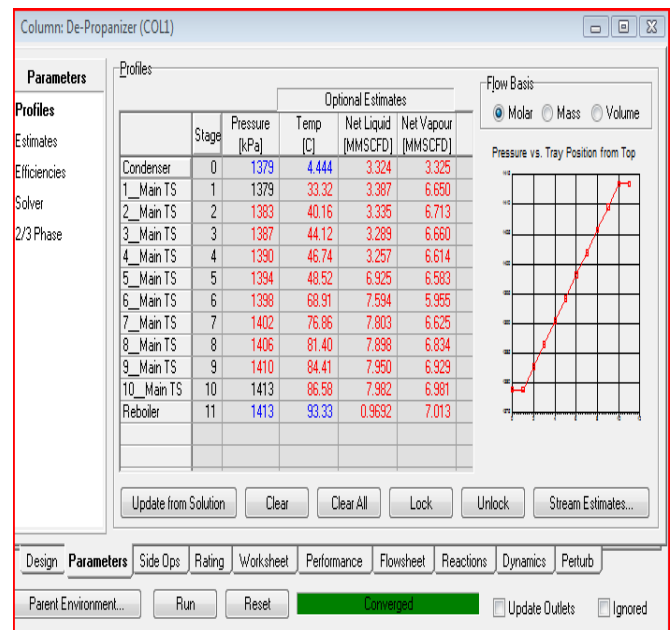 Column: De-Propanizer (COL1)
Parameters
Profiles
Estimates
Efficiencies
Solver
2/3 Phase
Profiles
Optional Estimates
Stage Pressure [kPa] Temp [C] Net Liquid [MMSCFD] Net Vapour [MMSCFD]
Condenser 0 1379 4.444 3.324 3.325
1__Main TS 1 1379 33.32 3.387 6.650
2__Main TS 2 1383 40.16 3.335 6.713
3__Main TS 3 1387 44.12 3.289 6.660
4__Main TS 4 1390 46.74 3.257 6.614
5__Main TS 5 1394 48.52 6.925 6.583
6__Main TS 6 1398 68.91 7.594 5.955
7__Main TS 7 1402 76.86 7.803 6.625
8__Main TS 8 1406 81.40 7.898 6.834
9__Main TS 9 1410 84.41 7.950 6.929
10__Main TS 10 1413 86.58 7.982 6.981
Reboiler 11 1413 93.33 0.9692 7.013
Flow Basis
Molar Mass Volume
Pressure vs. Tray Position from Top
Update from Solution Clear Clear All Lock Unlock Stream Estimates...
Design Parameters Side Ops Rating Worksheet Performance Flowsheet Reactions Dynamics Perturb
Parent Environment... Run Reset Converged Update Outlets Ignored